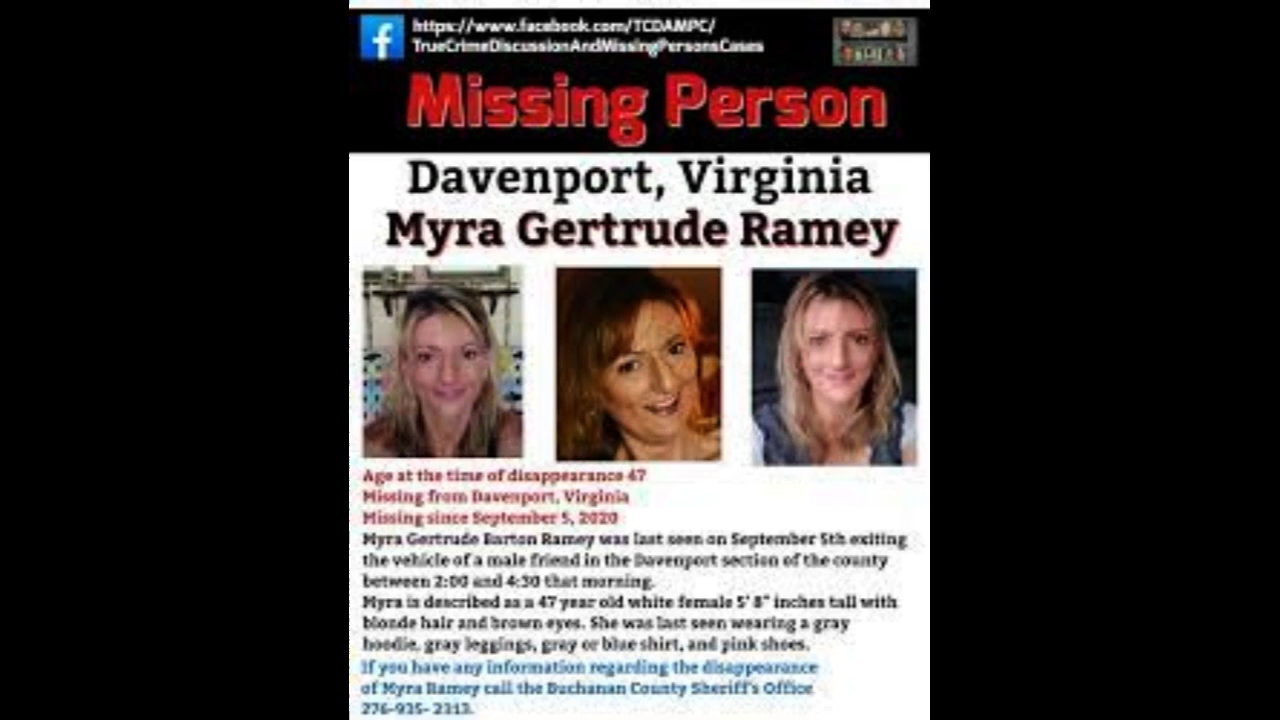 https://www.facebook.com/TCDAMPC/
TrueCrimeDiscussionAndMissingPersonsCases
Missing Person
Davenport, Virginia
Myra Gertrude Ramey
Age at the time of disappearance 47
Missing from Davenport, Virginia
Missing since September 5, 2020
Myra Gertrude Barton Ramey was last seen on September 5th exiting
the vehicle of a male friend in the Davenport section of the county
between 2:00 and 4:30 that morning.
Myra is described as a 47 year old white female 5' 8" inches tall with
blonde hair and brown eyes. She was last seen wearing a gray
hoodie, gray leggings, gray or blue shirt, and pink shoes.
If you have any information regarding the disappearance
of Myra Ramey call the Buchanan County Sheriff's Office
276-935- 2313.